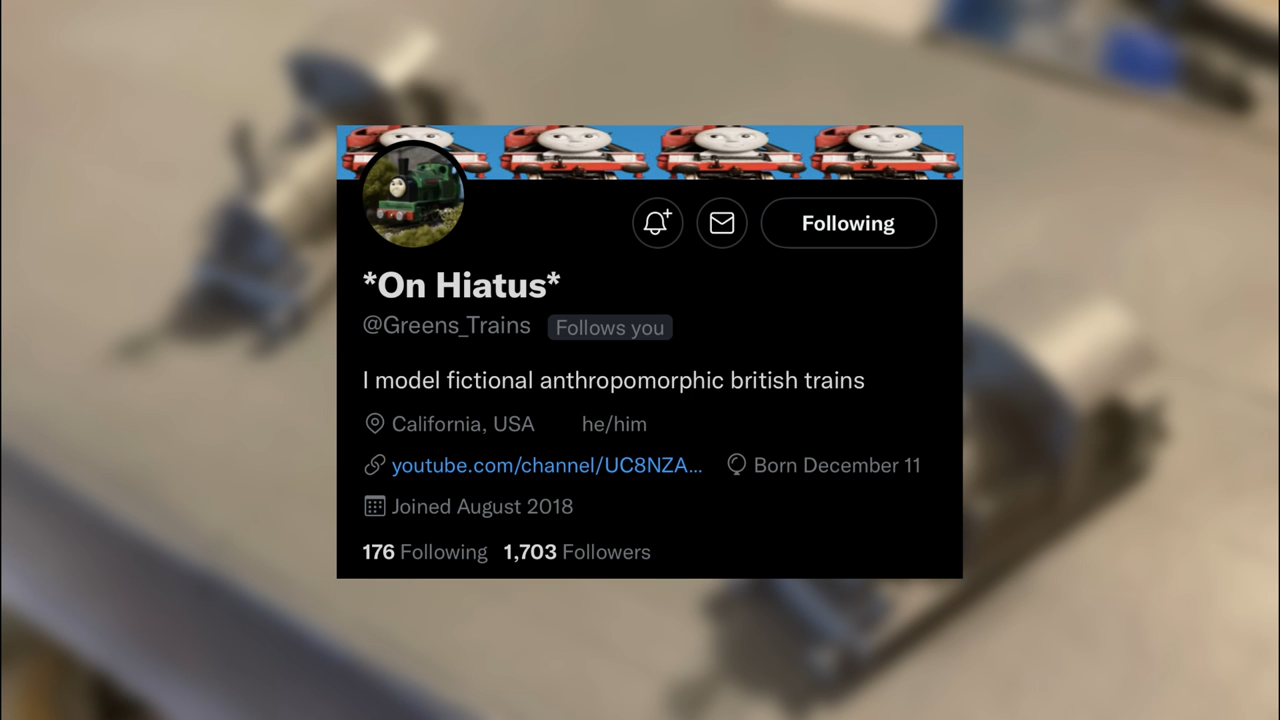 Following
*On Hiatus*
@Greens_Trains Follows you
I model fictional anthropomorphic british trains
California, USA he/him
youtube.com/channel/UC8NZA... Born December 11
Joined August 2018
176 Following 1,703 Followers